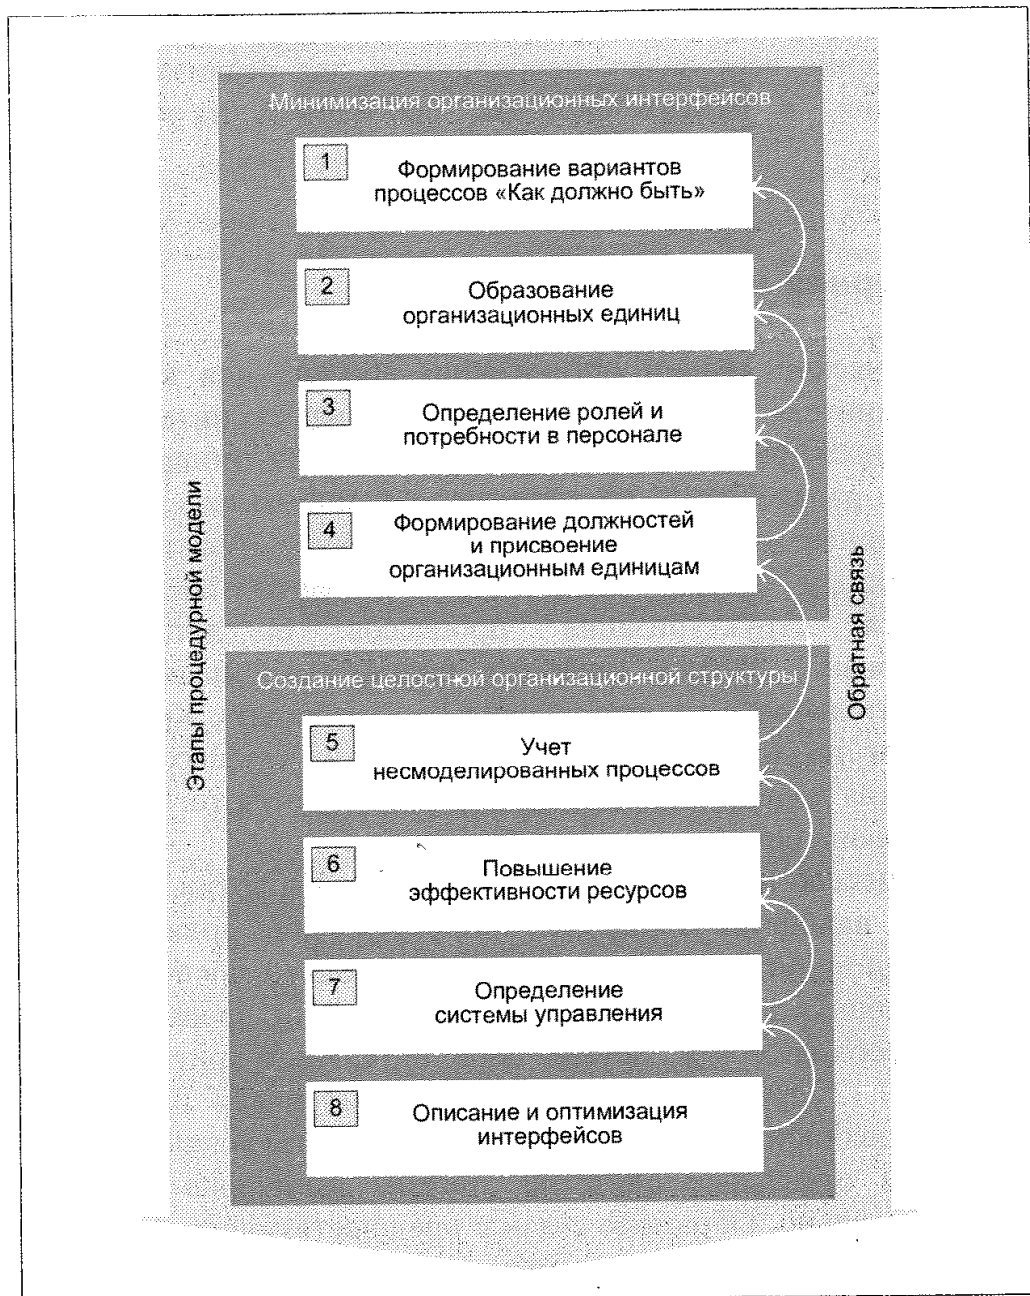 Минимизация организационных интерфейсов
1
Формирование вариантов
процессов «Как должно быть»
2
Образование
организационных единиц
3
Определение ролей и
потребности в персонале
4
Формирование должностей
и присвоение
организационным единицам
Этапы процедурной модели
Обратная связь
Создание целостной организационной структуры
5
Учет
несмоделированных процессов
6
Повышение
эффективности ресурсов
7
Определение
системы управления
8
Описание и оптимизация
интерфейсов